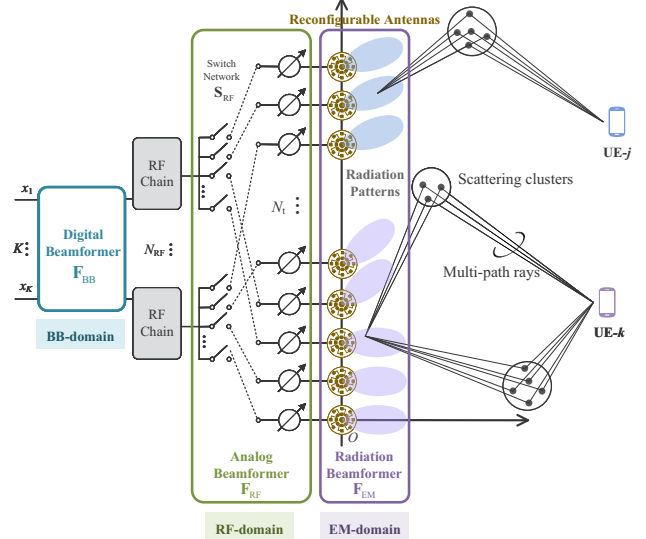 Reconfigurable Antennas
Switch
Network
S_RF
UE-j
RF
Chain
x_1
Digital
Beamformer
F_BB
K
N_RF
x_K
RF
Chain
BB-domain
N_t
Radiation
Patterns
Scattering clusters
Multi-path rays
UE-k
O
Analog
Beamformer
F_RF
Radiation
Beamformer
F_EM
RF-domain
EM-domain